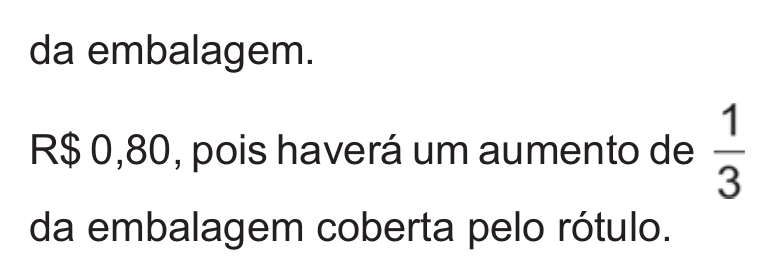 da embalagem.
R$ 0,80, pois haverá um aumento de 1/3
da embalagem coberta pelo rótulo.